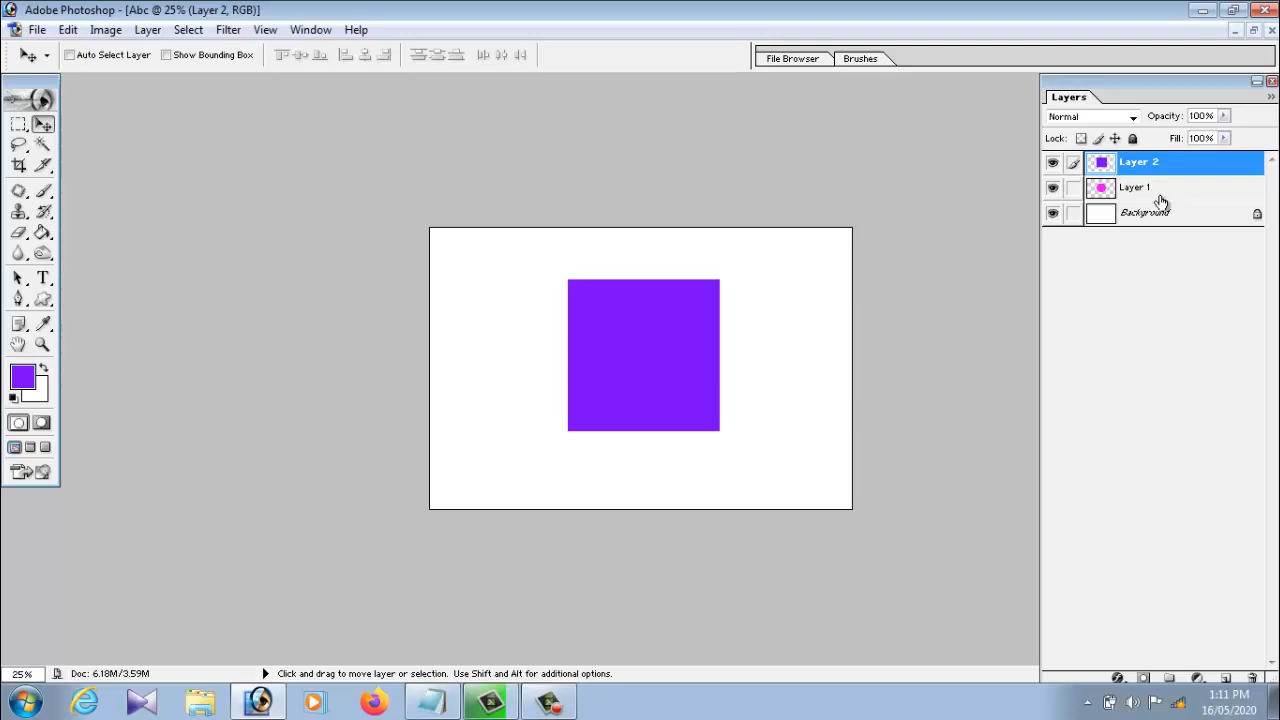 Adobe Photoshop - [Abc @ 25% (Layer 2, RGB)]
File Edit Image Layer Select Filter View Window Help
Auto Select Layer Show Bounding Box
File Browser Brushes
Layers
Normal Opacity: 100%
Lock: Fill: 100%
Layer 2
Layer 1
Background
T
25% Doc: 6.18M/3.59M Click and drag to move layer or selection. Use Shift and Alt for additional options.
1:11 PM
16/05/2020